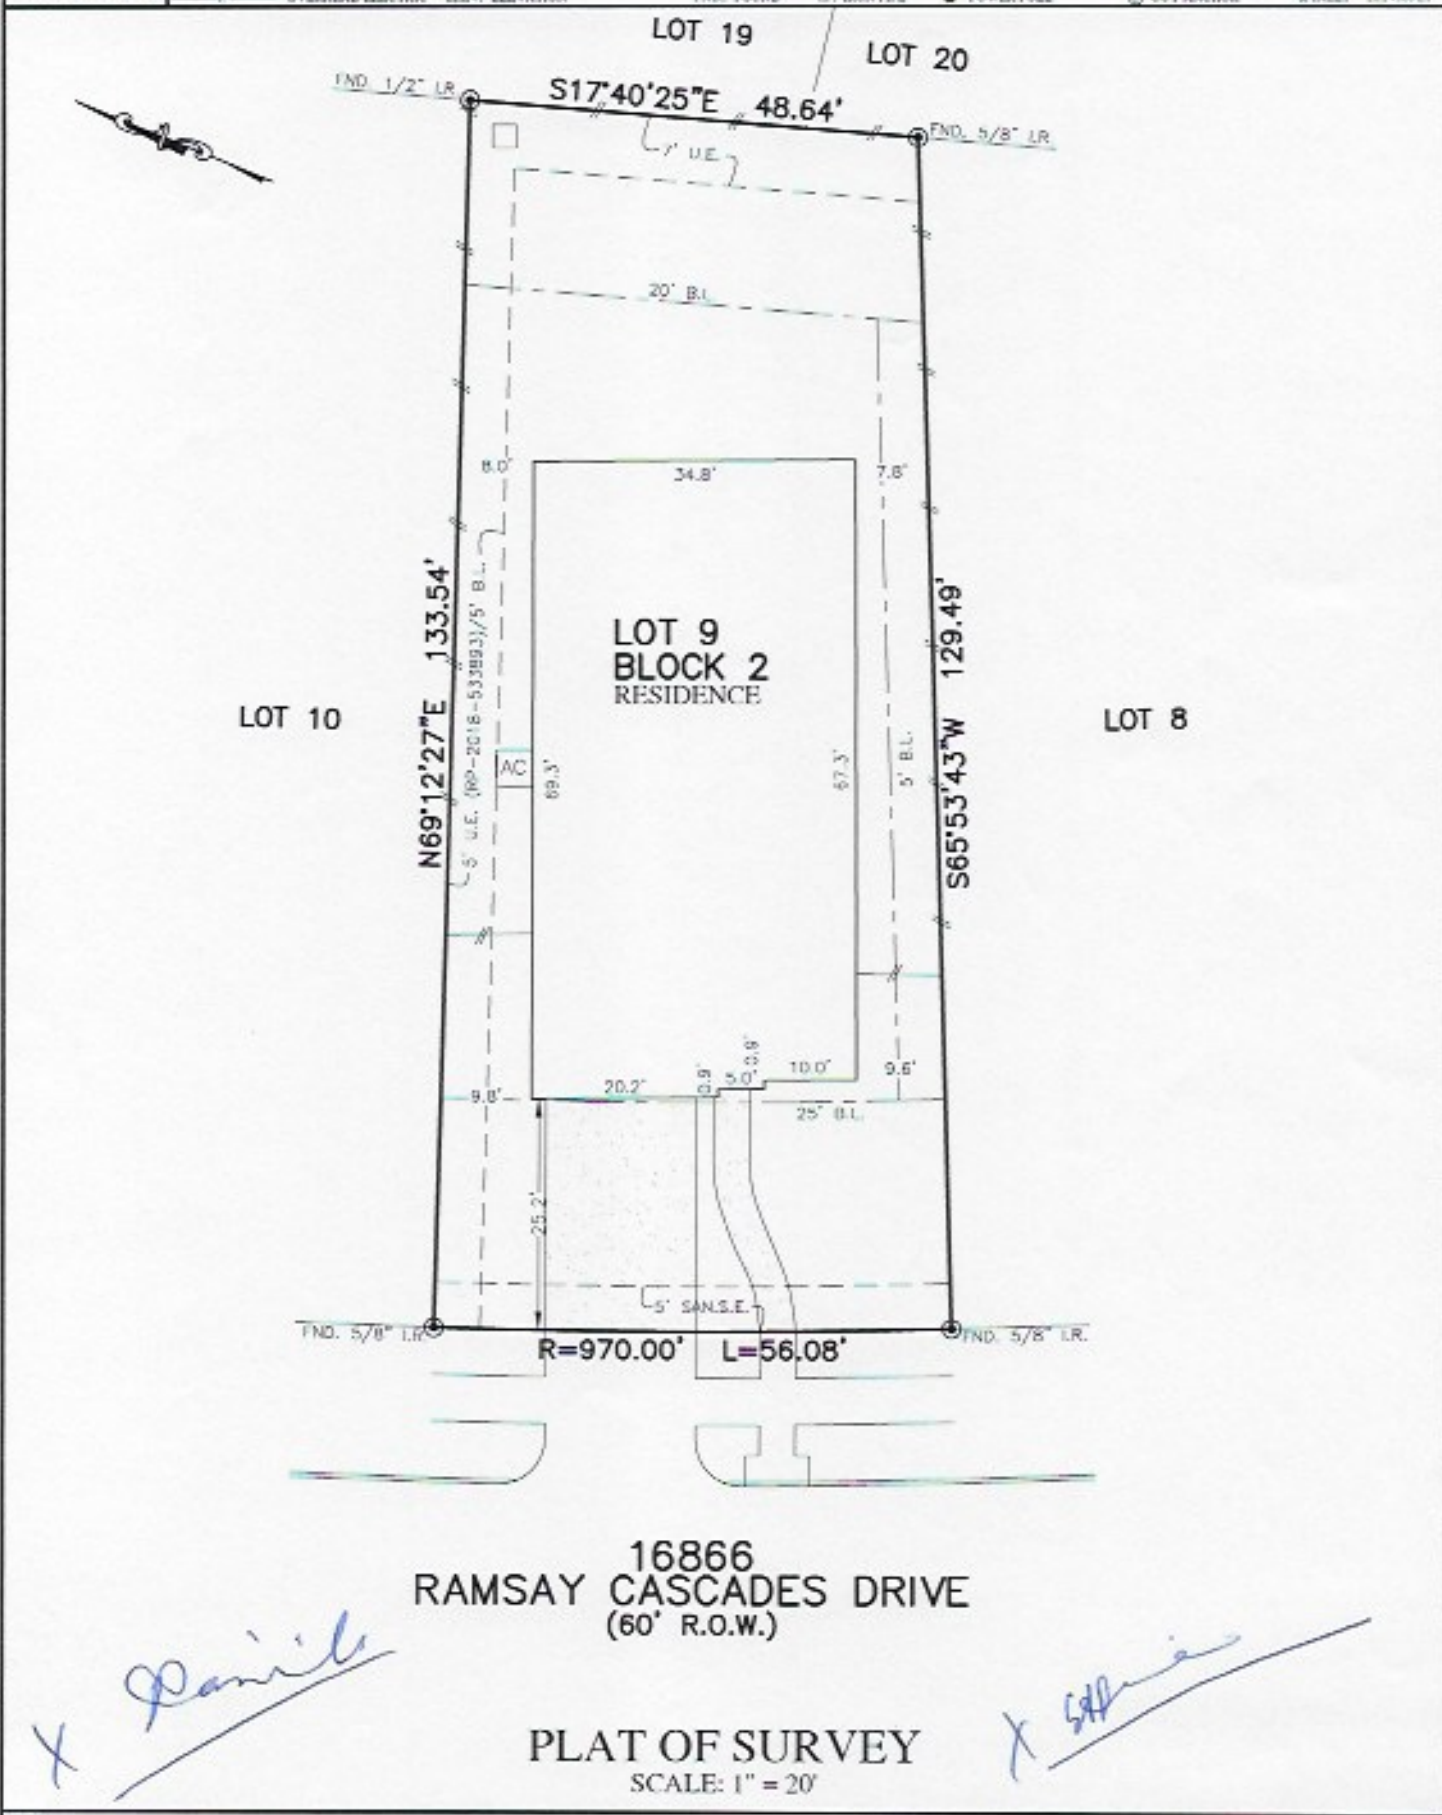 LOT 19
LOT 20
FND. 1/2" I.R.
S17°40'25"E 48.64'
FND. 5/8" I.R.
7' U.E.
20' B.L.
8.0'
34.8'
7.8'
N69°12'27"E 133.54'
5' U.E. (RP-2018-533893)/5' B.L.
LOT 9
BLOCK 2
RESIDENCE
S65°53'43"W 129.49'
LOT 10
LOT 8
AC
69.3'
67.3'
5' B.L.
9.8'
20.2'
0.9'
5.0'
0.9'
10.0'
9.6'
25' B.L.
25.2'
5' SAN.S.E.
FND. 5/8" I.R.
FND. 5/8" I.R.
R=970.00' L=56.08'
16866
RAMSAY CASCADES DRIVE
(60' R.O.W.)
X
X
PLAT OF SURVEY
SCALE: 1" = 20'